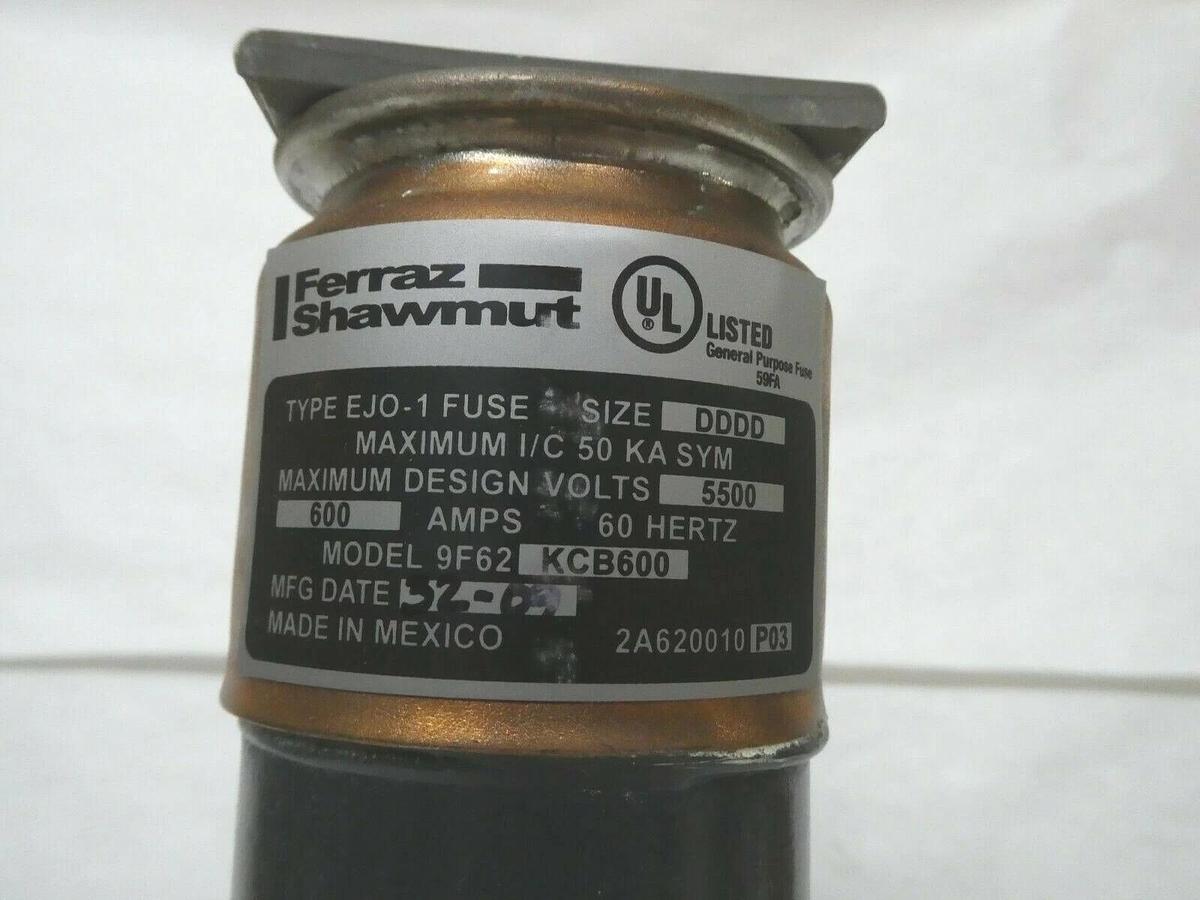 Ferraz
Shawmut
UL ®
LISTED
General Purpose Fuse
59FA
TYPE EJO-1 FUSE SIZE DDDD
MAXIMUM I/C 50 KA SYM
MAXIMUM DESIGN VOLTS 5500
600 AMPS 60 HERTZ
MODEL 9F62 KCB600
MFG DATE
MADE IN MEXICO 2A620010 P03